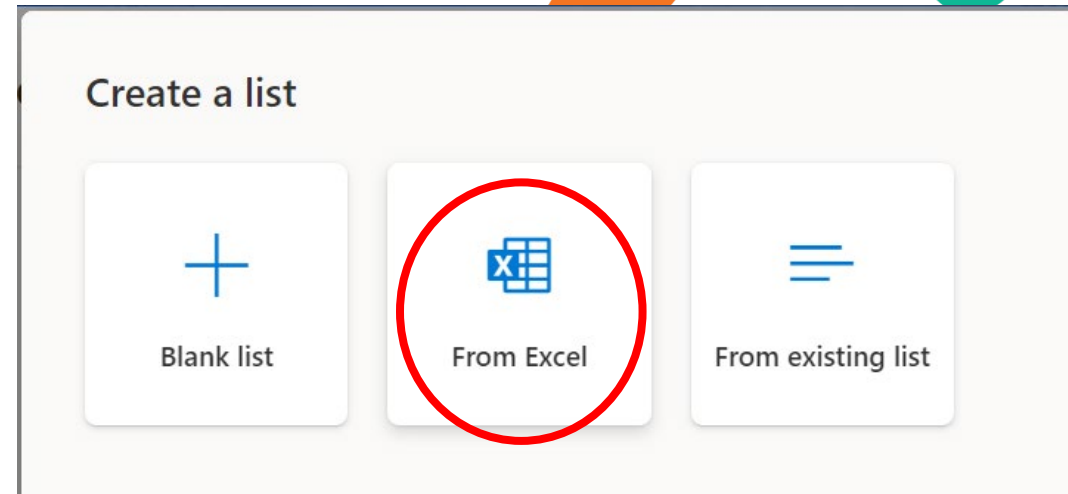 Create a list
X
Blank list
From Excel
From existing list